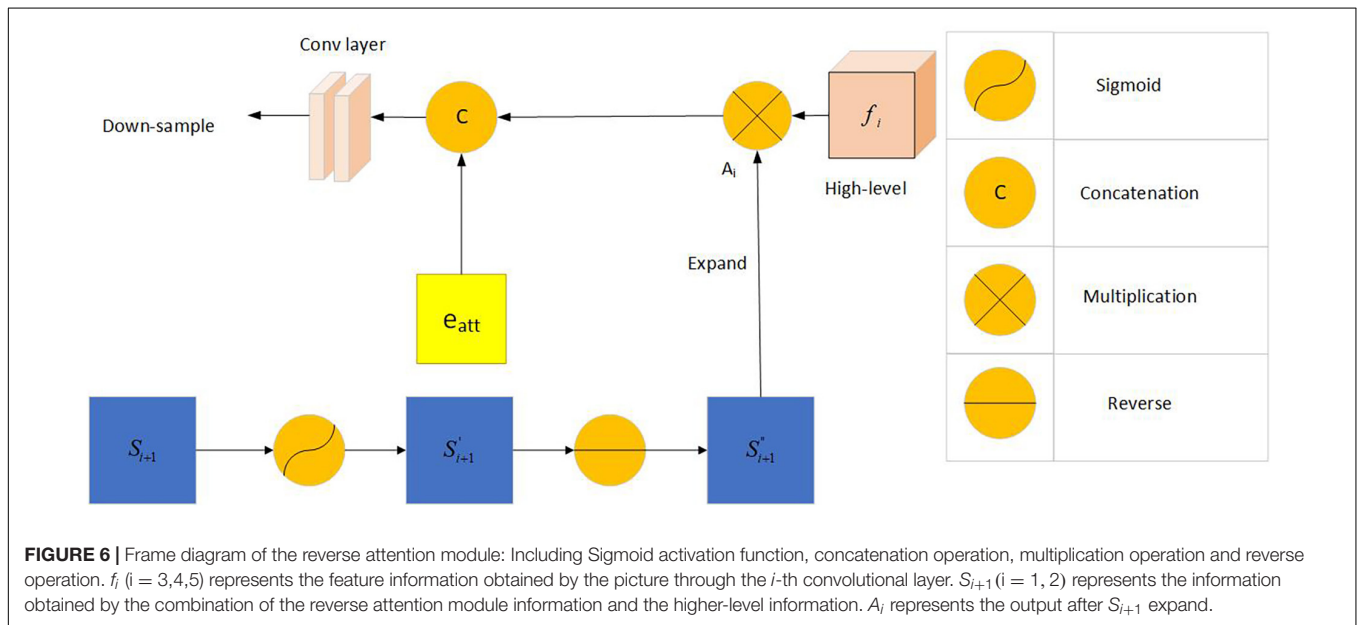 Conv layer
Down-sample
C
A_i
f_i
High-level
Expand
e_att
S_{i+1}
S'_{i+1}
S''_{i+1}
Sigmoid
C
Concatenation
Multiplication
Reverse
FIGURE 6 | Frame diagram of the reverse attention module: Including Sigmoid activation function, concatenation operation, multiplication operation and reverse
operation. f_i (i = 3,4,5) represents the feature information obtained by the picture through the i-th convolutional layer. S_{i+1}(i = 1, 2) represents the information
obtained by the combination of the reverse attention module information and the higher-level information. A_i represents the output after S_{i+1} expand.